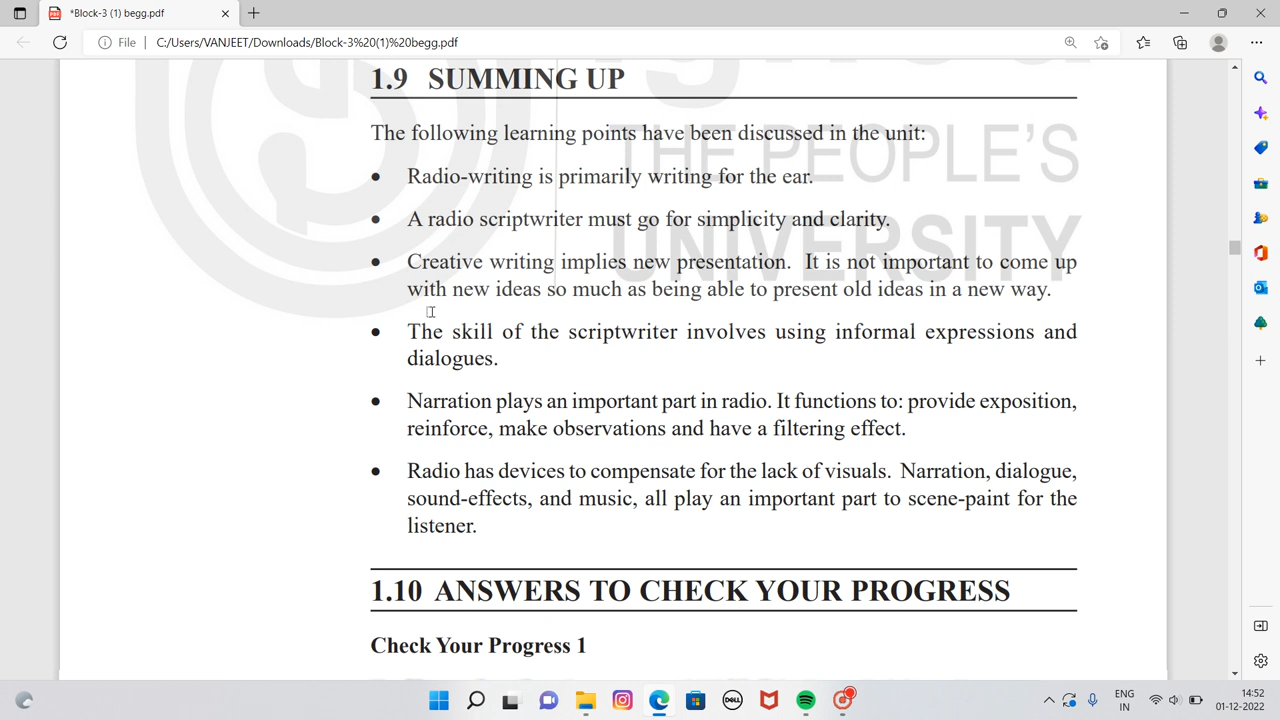 *Block-3 (1) begg.pdf
File
C:/Users/VANJEET/Downloads/Block-3%20(1)%20begg.pdf
1.9 SUMMING UP
The following learning points have been discussed in the unit:
THE PEOPLE'S
• Radio-writing is primarily writing for the ear.
• A radio scriptwriter must go for simplicity and clarity.
UNIVERSITY
• Creative writing implies new presentation. It is not important to come up
with new ideas so much as being able to present old ideas in a new way.
• The skill of the scriptwriter involves using informal expressions and
dialogues.
• Narration plays an important part in radio. It functions to: provide exposition,
reinforce, make observations and have a filtering effect.
• Radio has devices to compensate for the lack of visuals. Narration, dialogue,
sound-effects, and music, all play an important part to scene-paint for the
listener.
1.10 ANSWERS TO CHECK YOUR PROGRESS
Check Your Progress 1
DELL
ENG
IN
14:52
01-12-2022